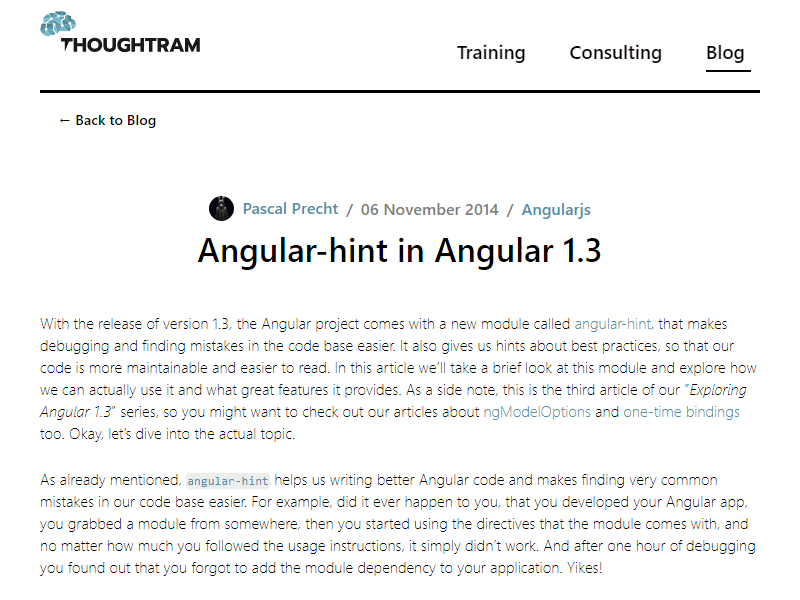 THOUGHTRAM
Training Consulting Blog
← Back to Blog
Pascal Precht / 06 November 2014 / Angularjs
Angular-hint in Angular 1.3
With the release of version 1.3, the Angular project comes with a new module called angular-hint, that makes
debugging and finding mistakes in the code base easier. It also gives us hints about best practices, so that our
code is more maintainable and easier to read. In this article we’ll take a brief look at this module and explore how
we can actually use it and what great features it provides. As a side note, this is the third article of our “Exploring
Angular 1.3” series, so you might want to check out our articles about ngModelOptions and one-time bindings
too. Okay, let’s dive into the actual topic.
As already mentioned, angular-hint helps us writing better Angular code and makes finding very common
mistakes in our code base easier. For example, did it ever happen to you, that you developed your Angular app,
you grabbed a module from somewhere, then you started using the directives that the module comes with, and
no matter how much you followed the usage instructions, it simply didn’t work. And after one hour of debugging
you found out that you forgot to add the module dependency to your application. Yikes!